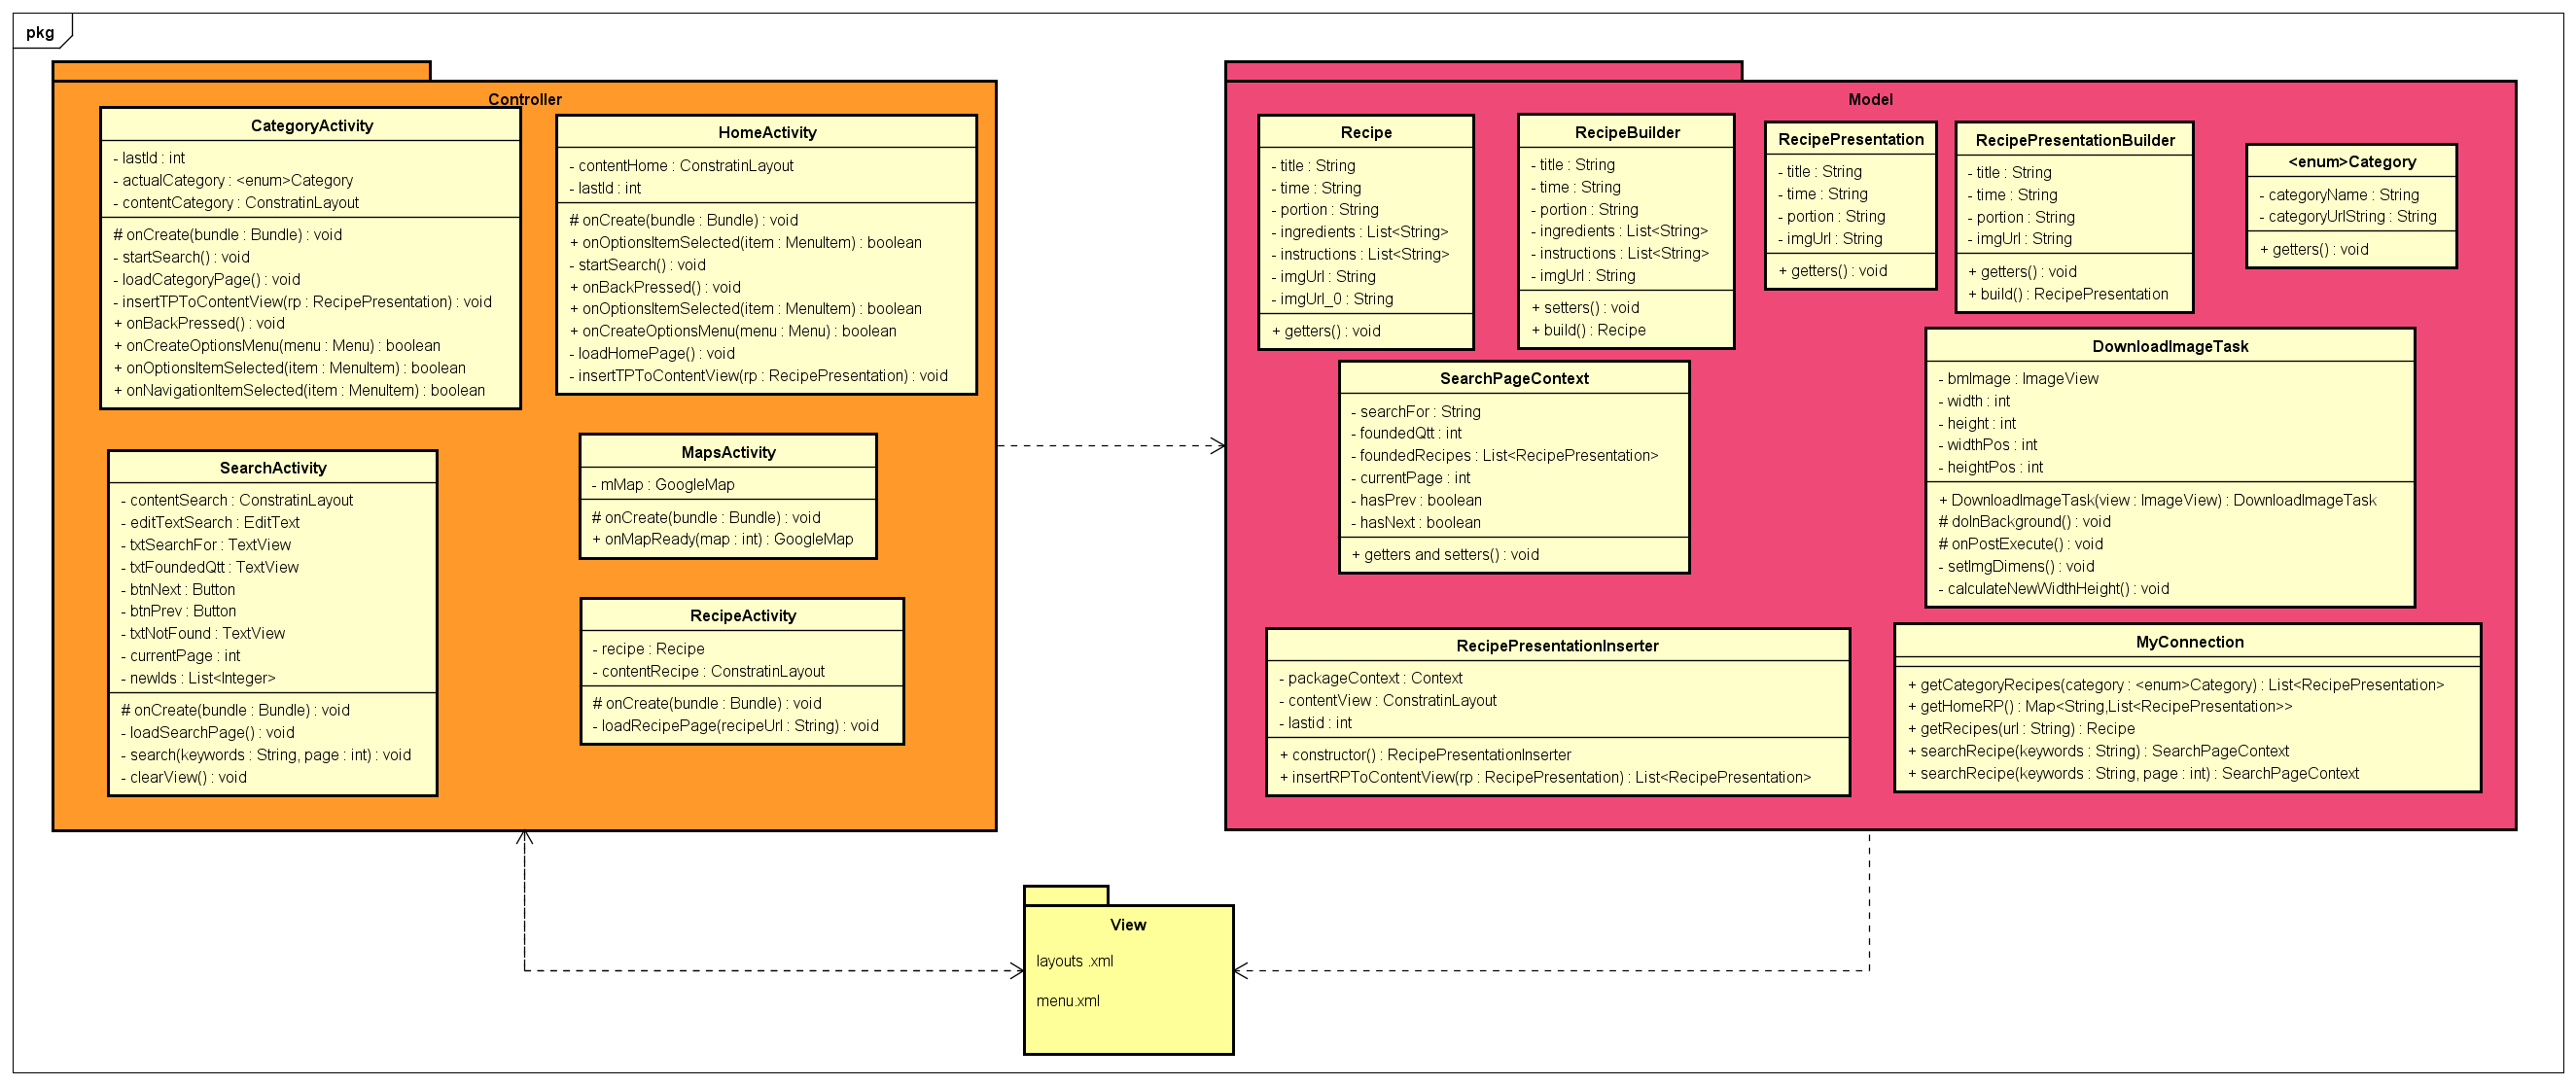 pkg
Controller
CategoryActivity
- lastId : int
- actualCategory : <enum>Category
- contentCategory : ConstratinLayout
# onCreate(bundle : Bundle) : void
- startSearch() : void
- loadCategoryPage() : void
- insertTPToContentView(rp : RecipePresentation) : void
+ onBackPressed() : void
+ onCreateOptionsMenu(menu : Menu) : boolean
+ onOptionsItemSelected(item : MenuItem) : boolean
+ onNavigationItemSelected(item : MenuItem) : boolean
HomeActivity
- contentHome : ConstratinLayout
- lastId : int
# onCreate(bundle : Bundle) : void
+ onOptionsItemSelected(item : MenuItem) : boolean
- startSearch() : void
+ onBackPressed() : void
+ onOptionsItemSelected(item : MenuItem) : boolean
+ onCreateOptionsMenu(menu : Menu) : boolean
- loadHomePage() : void
- insertTPToContentView(rp : RecipePresentation) : void
SearchActivity
- contentSearch : ConstratinLayout
- editTextSearch : EditText
- txtSearchFor : TextView
- txtFoundedQtt : TextView
- btnNext : Button
- btnPrev : Button
- txtNotFound : TextView
- currentPage : int
- newIds : List<Integer>
# onCreate(bundle : Bundle) : void
- loadSearchPage() : void
- search(keywords : String, page : int) : void
- clearView() : void
MapsActivity
- mMap : GoogleMap
# onCreate(bundle : Bundle) : void
+ onMapReady(map : int) : GoogleMap
RecipeActivity
- recipe : Recipe
- contentRecipe : ConstratinLayout
# onCreate(bundle : Bundle) : void
- loadRecipePage(recipeUrl : String) : void
Model
Recipe
- title : String
- time : String
- portion : String
- ingredients : List<String>
- instructions : List<String>
- imgUrl : String
- imgUrl_0 : String
+ getters() : void
RecipeBuilder
- title : String
- time : String
- portion : String
- ingredients : List<String>
- instructions : List<String>
- imgUrl : String
+ setters() : void
+ build() : Recipe
RecipePresentation
- title : String
- time : String
- portion : String
- imgUrl : String
+ getters() : void
RecipePresentationBuilder
- title : String
- time : String
- portion : String
- imgUrl : String
+ getters() : void
+ build() : RecipePresentation
<enum>Category
- categoryName : String
- categoryUrlString : String
+ getters() : void
SearchPageContext
- searchFor : String
- foundedQtt : int
- foundedRecipes : List<RecipePresentation>
- currentPage : int
- hasPrev : boolean
- hasNext : boolean
+ getters and setters() : void
DownloadImageTask
- bmImage : ImageView
- width : int
- height : int
- widthPos : int
- heightPos : int
+ DownloadImageTask(view : ImageView) : DownloadImageTask
# doInBackground() : void
# onPostExecute() : void
- setImgDimens() : void
- calculateNewWidthHeight() : void
RecipePresentationInserter
- packageContext : Context
- contentView : ConstratinLayout
- lastid : int
+ constructor() : RecipePresentationInserter
+ insertRPToContentView(rp : RecipePresentation) : List<RecipePresentation>
MyConnection
+ getCategoryRecipes(category : <enum>Category) : List<RecipePresentation>
+ getHomeRP() : Map<String,List<RecipePresentation>>
+ getRecipes(url : String) : Recipe
+ searchRecipe(keywords : String) : SearchPageContext
+ searchRecipe(keywords : String, page : int) : SearchPageContext
View
layouts .xml
menu.xml